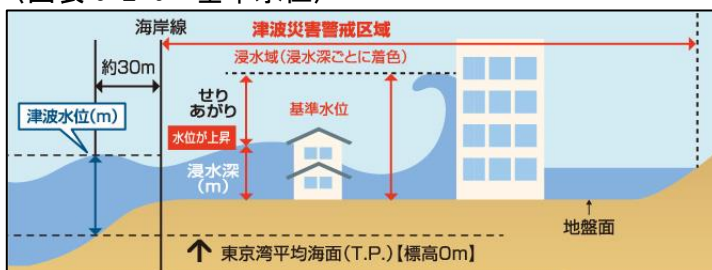 海岸線
津波災害警戒区域
浸水域(浸水深ごとに着色)
約30m
せり
あがり
基準水位
津波水位(m)
水位が上昇
浸水深
(m)
地盤面
東京湾平均海面(T.P.)【標高0m】